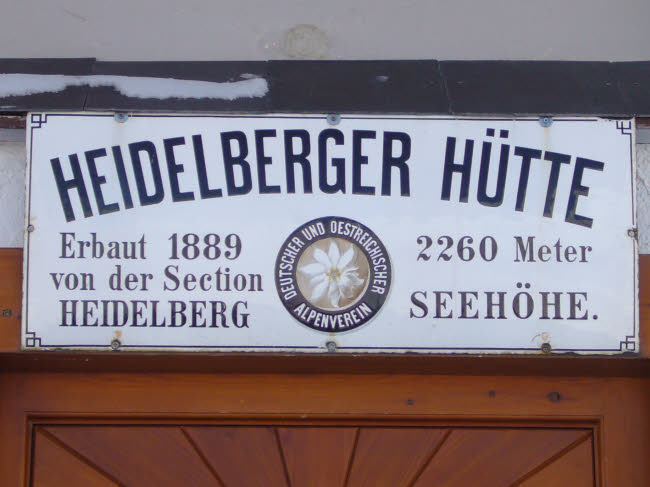 HEIDELBERGER HÜTTE
Erbaut 1889
von der Section
HEIDELBERG
DEUTSCHER UND OESTREICHISCHER
ALPENVEREIN
2260 Meter
SEEHÖHE.